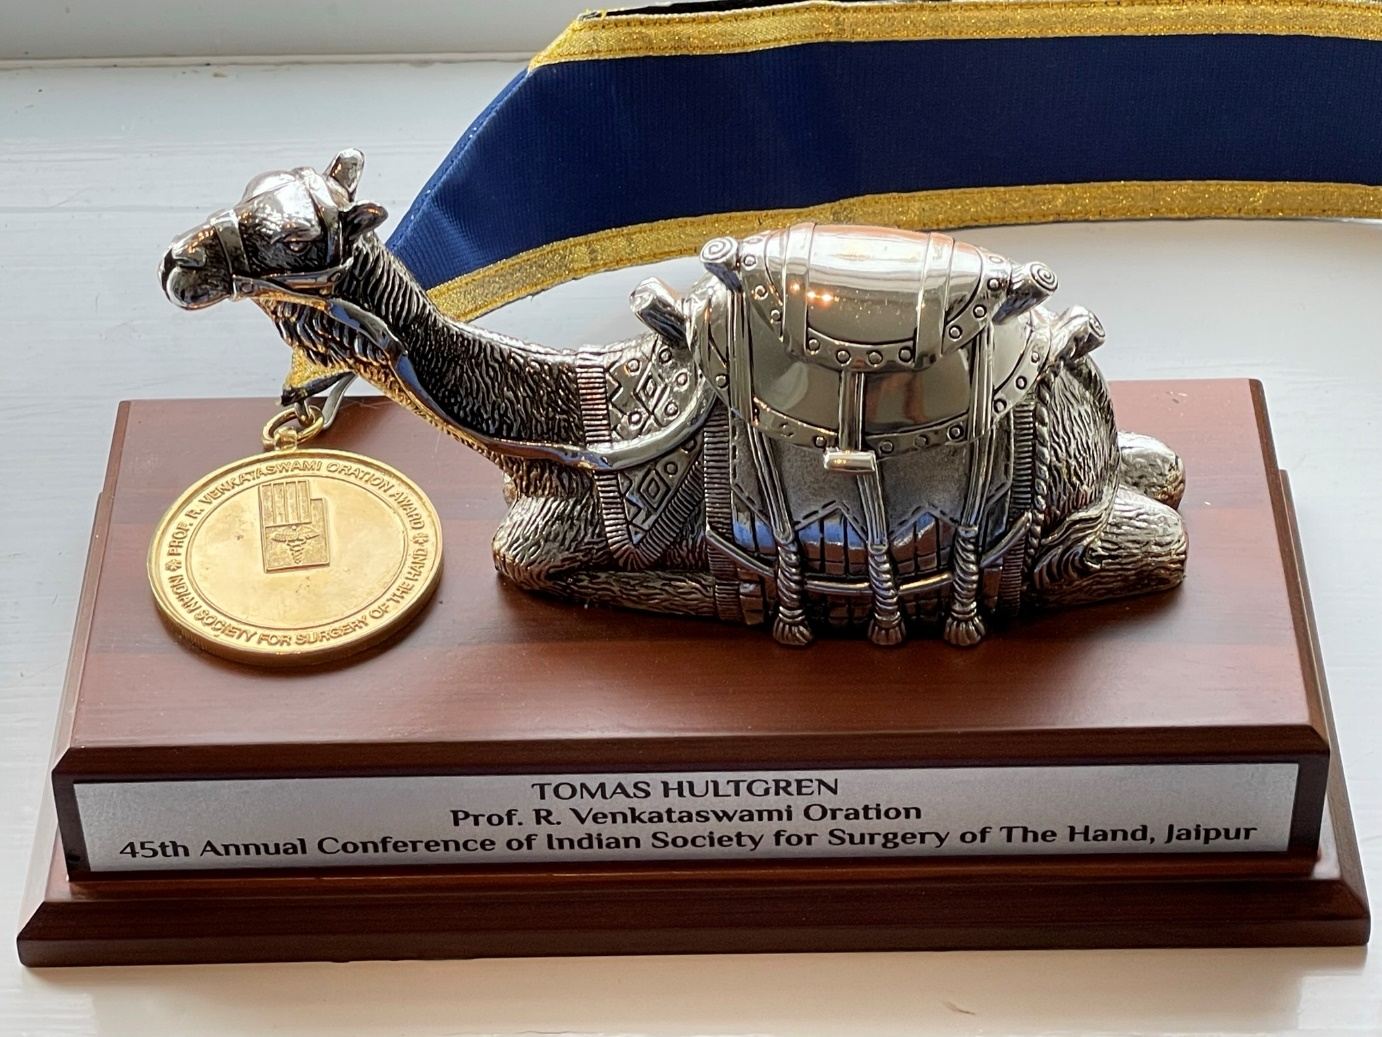 PROF. R. VENKATASWAMI ORATION AWARD
INDIAN SOCIETY FOR SURGERY OF THE HAND
TOMAS HULTGREN
Prof. R. Venkataswami Oration
45th Annual Conference of Indian Society for Surgery of The Hand, Jaipur